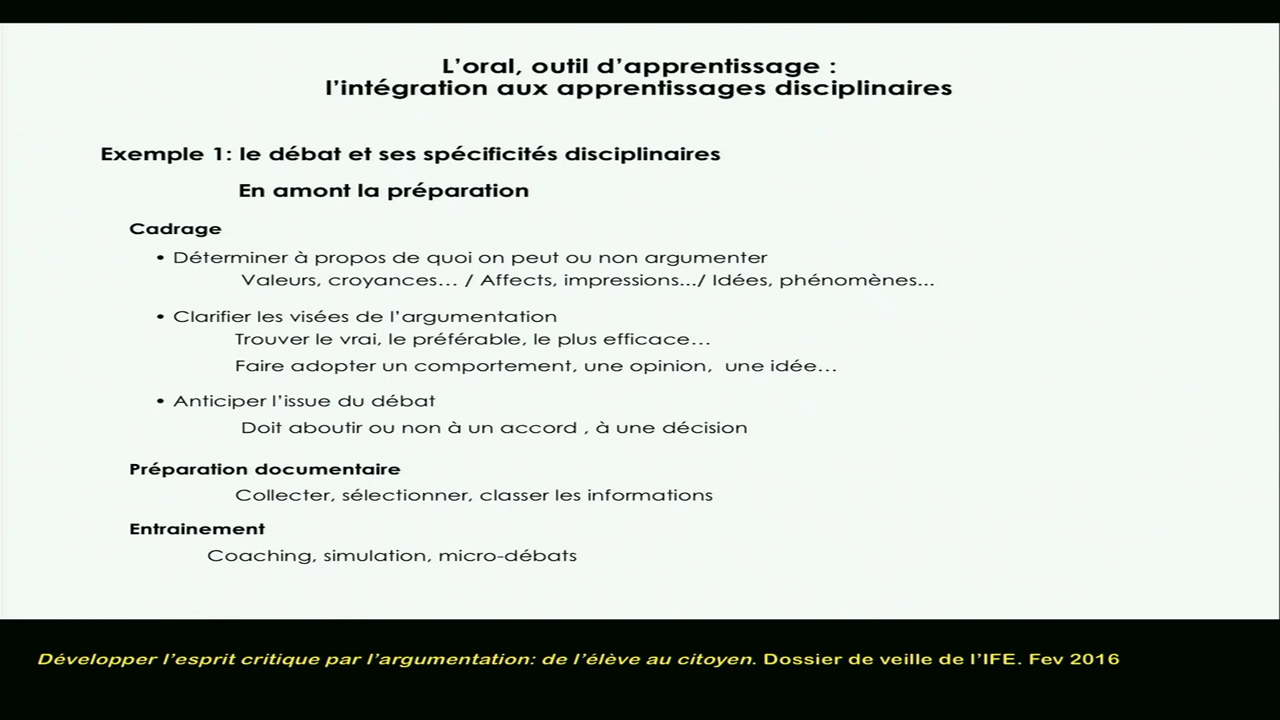 L’oral, outil d’apprentissage :
l’intégration aux apprentissages disciplinaires
Exemple 1: le débat et ses spécificités disciplinaires
En amont la préparation
Cadrage
• Déterminer à propos de quoi on peut ou non argumenter
Valeurs, croyances… / Affects, impressions.../ Idées, phénomènes...
• Clarifier les visées de l’argumentation
Trouver le vrai, le préférable, le plus efficace…
Faire adopter un comportement, une opinion, une idée…
• Anticiper l’issue du débat
Doit aboutir ou non à un accord , à une décision
Préparation documentaire
Collecter, sélectionner, classer les informations
Entrainement
Coaching, simulation, micro-débats
Développer l’esprit critique par l’argumentation: de l’élève au citoyen. Dossier de veille de l’IFE. Fev 2016